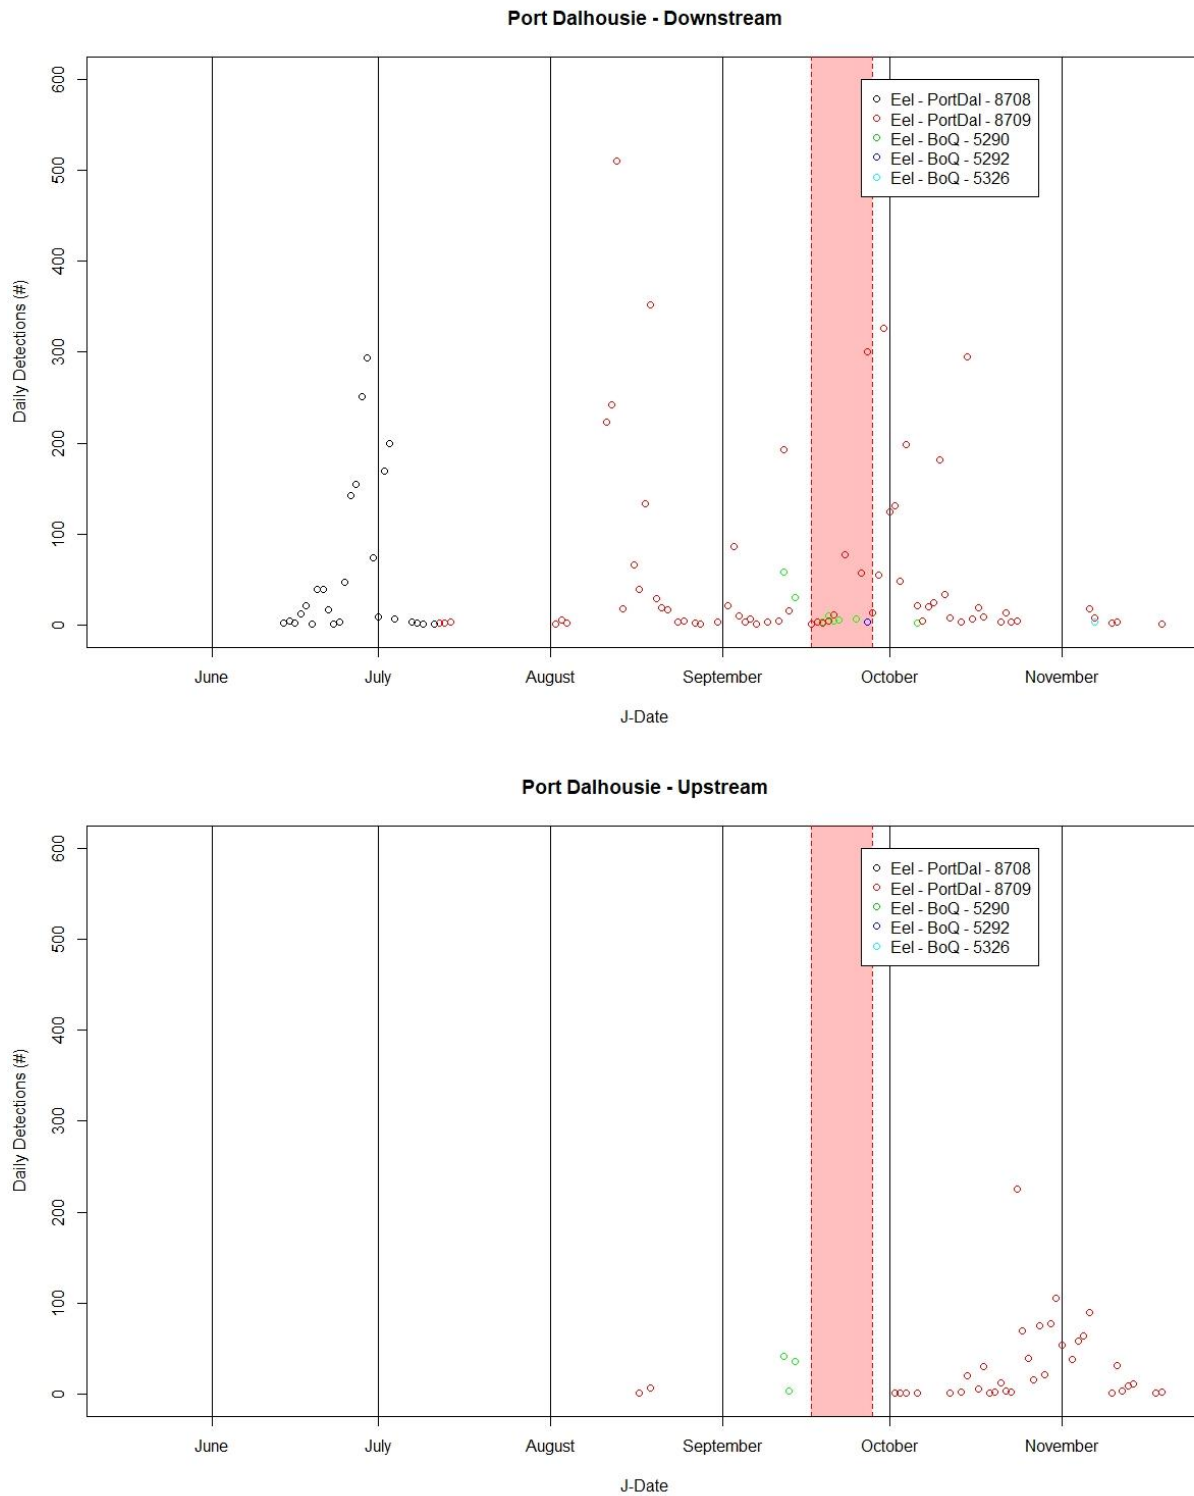 Port Dalhousie - Downstream
600
500
400
300
200
100
0
Daily Detections (#)
Eel - PortDal - 8708
Eel - PortDal - 8709
Eel - BoQ - 5290
Eel - BoQ - 5292
Eel - BoQ - 5326
June July August September October November
J-Date
Port Dalhousie - Upstream
600
500
400
300
200
100
0
Daily Detections (#)
Eel - PortDal - 8708
Eel - PortDal - 8709
Eel - BoQ - 5290
Eel - BoQ - 5292
Eel - BoQ - 5326
June July August September October November
J-Date